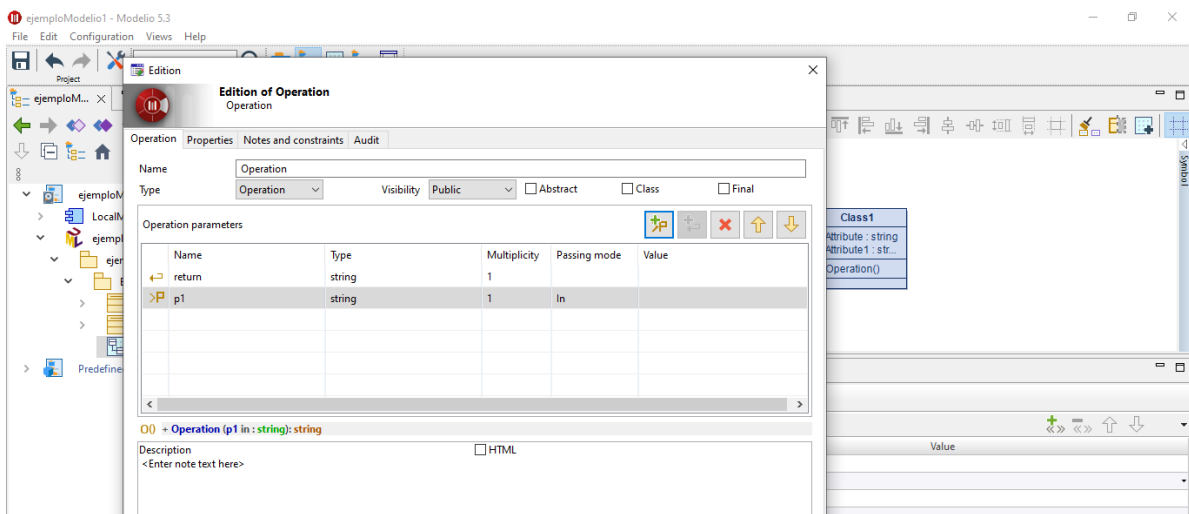 ejemploModelio1 - Modelio 5.3
File Edit Configuration Views Help
Project
ejemploM...
Edition
Edition of Operation
Operation
Operation Properties Notes and constraints Audit
Name Operation
Type Operation Visibility Public Abstract Class Final
Operation parameters
Name Type Multiplicity Passing mode Value
return string 1
p1 string 1 In
O() + Operation (p1 in : string): string
Description HTML
<Enter note text here>
ejemploM
LocalM
ejempl
ejer
E
Predefine
Symbol
Class1
Attribute : string
Attribute1 : str...
Operation()
Value